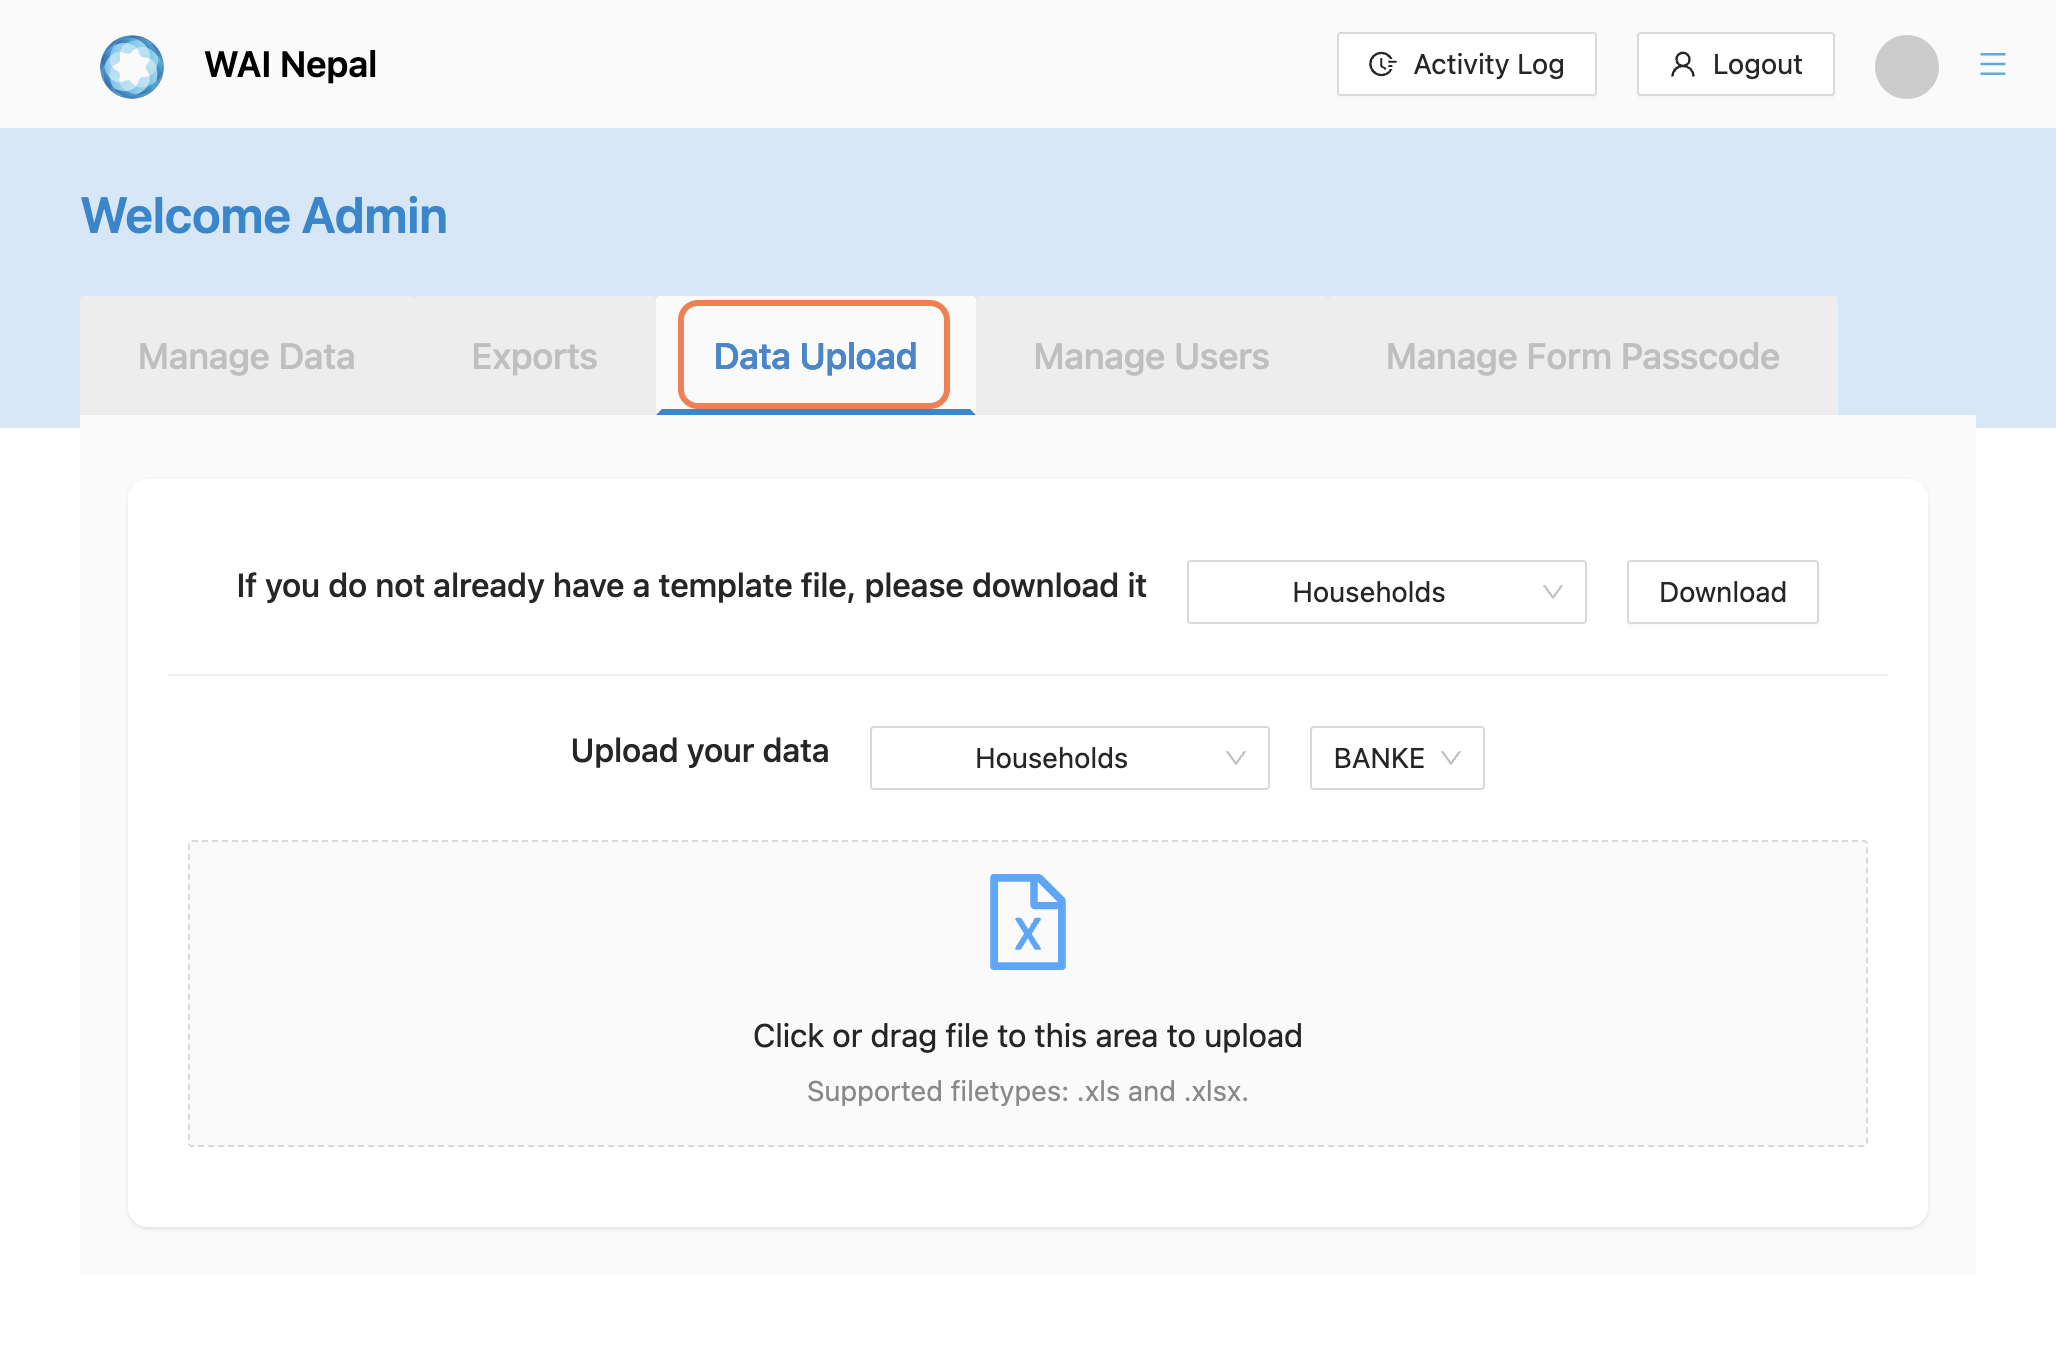 WAI Nepal
Activity Log
Logout
Welcome Admin
Manage Data
Exports
Data Upload
Manage Users
Manage Form Passcode
If you do not already have a template file, please download it
Households
Download
Upload your data
Households
BANKE
X
Click or drag file to this area to upload
Supported filetypes: .xls and .xlsx.